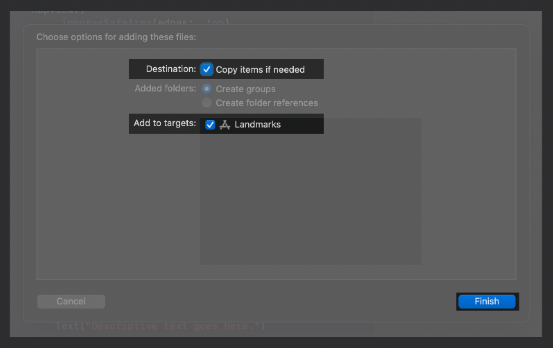 Choose options for adding these files:
Destination: Copy items if needed
Added folders: Create groups
Create folder references
Add to targets: Landmarks
Cancel
Finish
Text("Descriptive text goes here.")